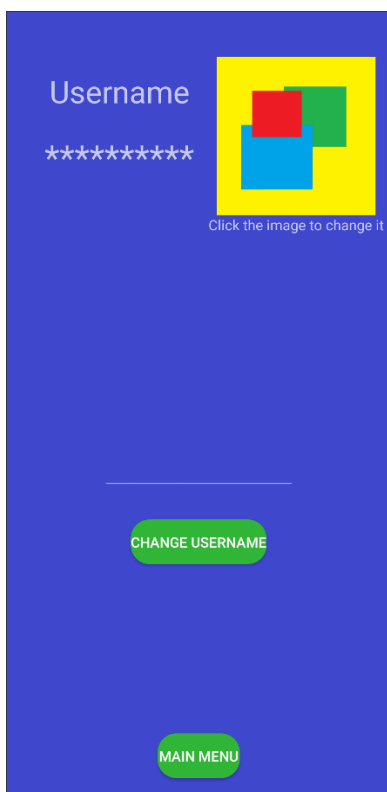 Username
**********
Click the image to change it
CHANGE USERNAME
MAIN MENU